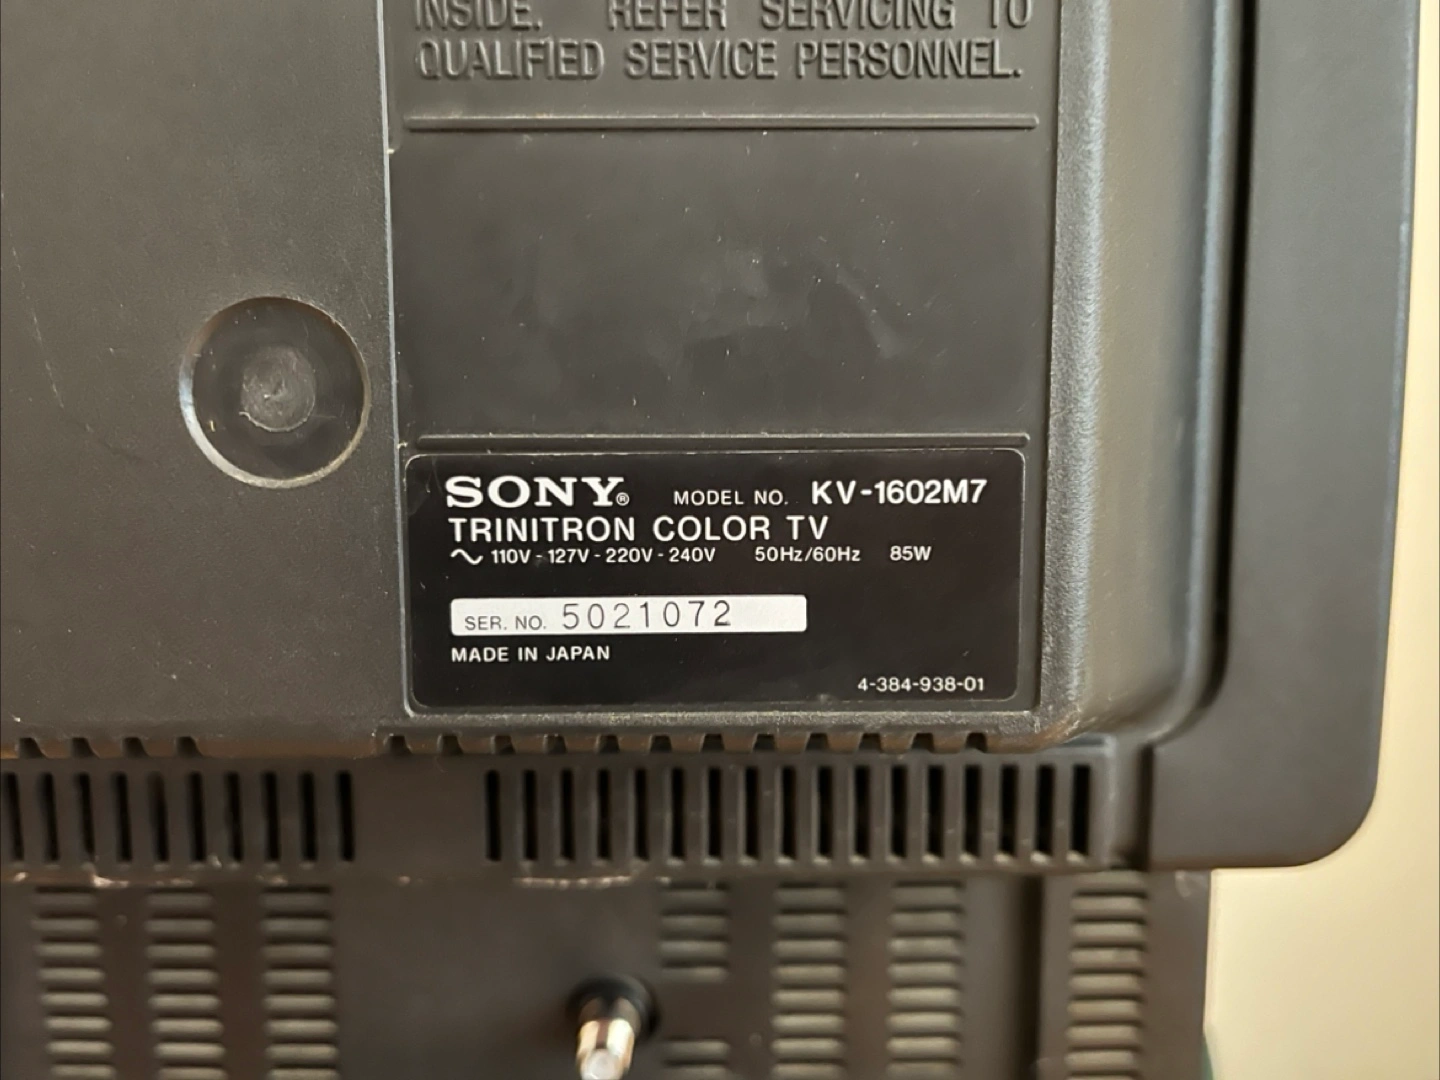 INSIDE. REFER SERVICING TO
QUALIFIED SERVICE PERSONNEL.
SONY® MODEL NO. KV-1602M7
TRINITRON COLOR TV
~ 110V - 127V - 220V - 240V 50Hz/60Hz 85W
SER. NO. 5021072
MADE IN JAPAN
4-384-938-01